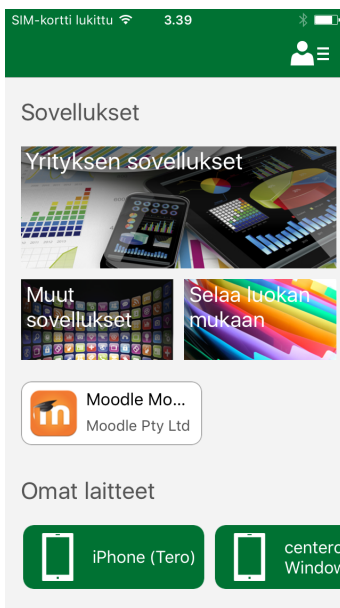 SIM-kortti lukittu 3.39
Sovellukset
Yrityksen sovellukset
Muut
sovellukset
Selaa luokan
mukaan
Moodle Mo...
Moodle Pty Ltd
Omat laitteet
iPhone (Tero)
centero
Window